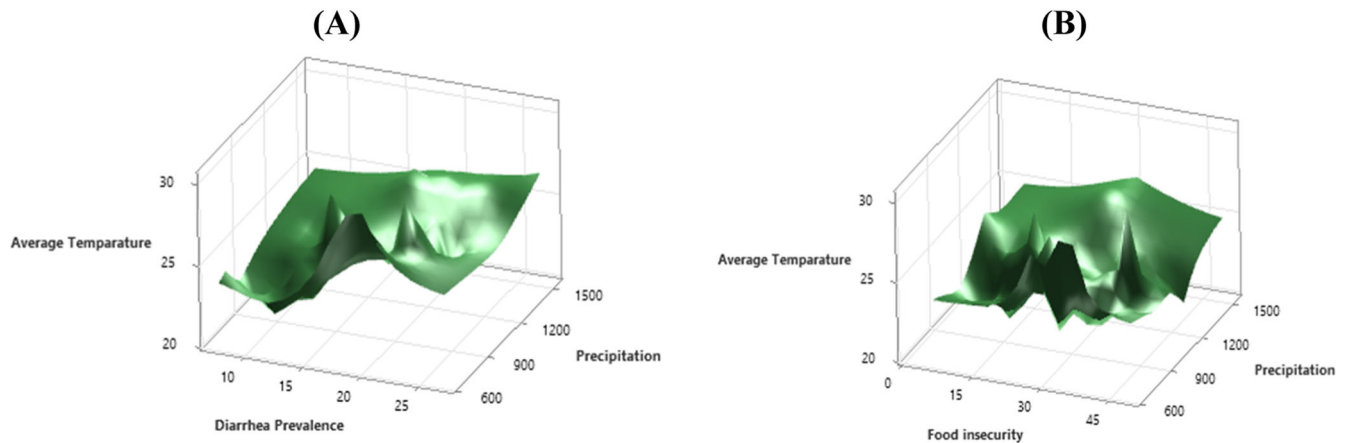 (A)
30
Average Temparature
25
20
10
15
20
25
Diarrhea Prevalence
600
900
1200
1500
Precipitation
(B)
30
Average Temparature
25
20
0
15
30
45
Food insecurity
600
900
1200
1500
Precipitation